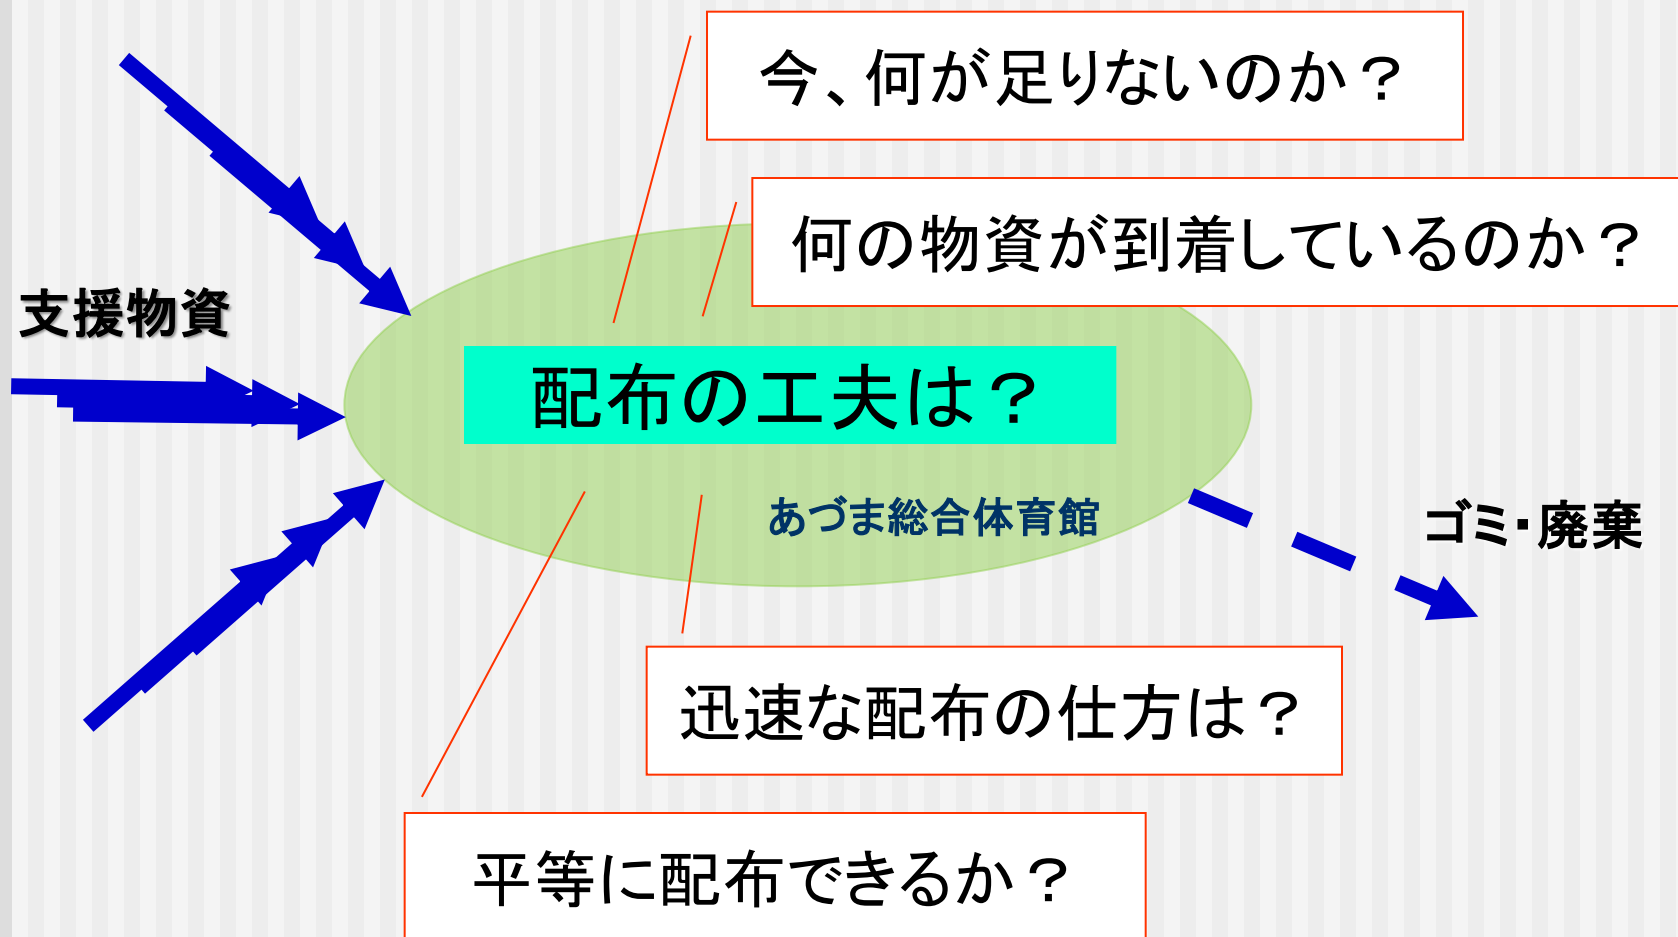 今、何が足りないのか？
何の物資が到着しているのか？
支援物資
配布の工夫は？
あづま総合体育館
ゴミ・廃棄
迅速な配布の仕方は？
平等に配布できるか？